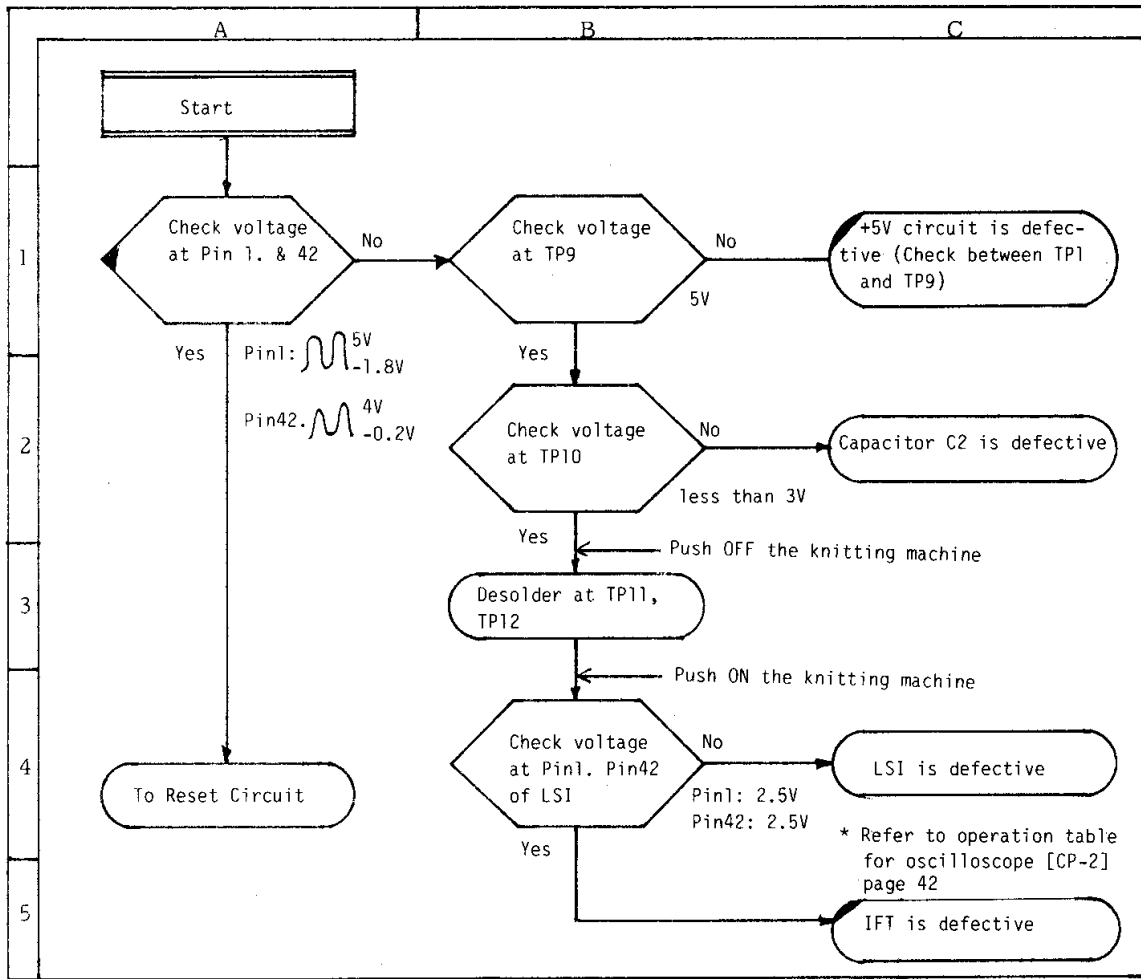 A
B
C
Start
1
Check voltage
at Pin 1. & 42
No
Check voltage
at TP9
No
5V
+5V circuit is defec-
tive (Check between TP1
and TP9)
Yes
Pin1:
5V
-1.8V
Pin42.
4V
-0.2V
Yes
2
Check voltage
at TP10
No
less than 3V
Capacitor C2 is defective
Yes
Push OFF the knitting machine
3
Desolder at TP11,
TP12
Push ON the knitting machine
4
To Reset Circuit
Check voltage
at Pin1. Pin42
of LSI
No
Pin1: 2.5V
Pin42: 2.5V
LSI is defective
Yes
* Refer to operation table
for oscilloscope [CP-2]
page 42
5
IFT is defective